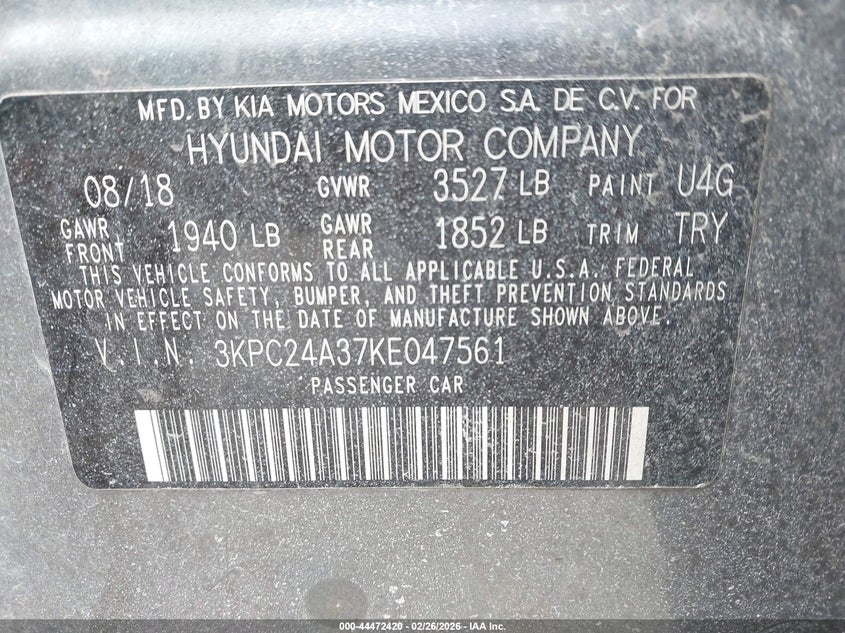 MFD. BY KIA MOTORS MEXICO S.A. DE C.V. FOR
HYUNDAI MOTOR COMPANY
08/18 GVWR 3527 LB PAINT U4G
GAWR FRONT 1940 LB GAWR REAR 1852 LB TRIM TRY
THIS VEHICLE CONFORMS TO ALL APPLICABLE U.S.A. FEDERAL
MOTOR VEHICLE SAFETY, BUMPER, AND THEFT PREVENTION STANDARDS
IN EFFECT ON THE DATE OF MANUFACTURE SHOWN ABOVE.
V.I.N. 3KPC24A37KE047561
PASSENGER CAR
000-44472420 - 02/26/2026 - IAA Inc.